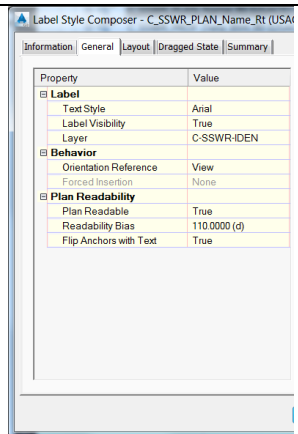 Label Style Composer - C_SSWR_PLAN_Name_Rt (USAC
Information General Layout Dragged State Summary
Property Value
Label
Text Style Arial
Label Visibility True
Layer C-SSWR-IDEN
Behavior
Orientation Reference View
Forced Insertion None
Plan Readability
Plan Readable True
Readability Bias 110.0000 (d)
Flip Anchors with Text True